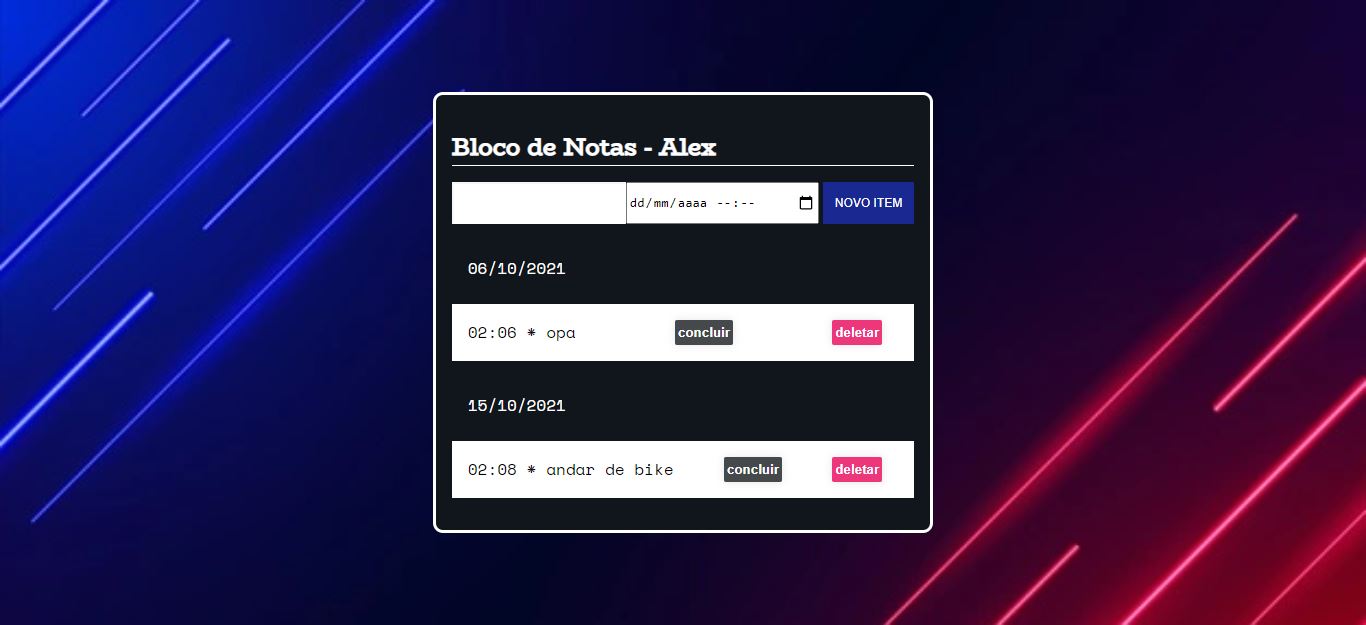 Bloco de Notas - Alex
dd/mm/aaaa --:-- NOVO ITEM
06/10/2021
02:06 * opa concluir deletar
15/10/2021
02:08 * andar de bike concluir deletar